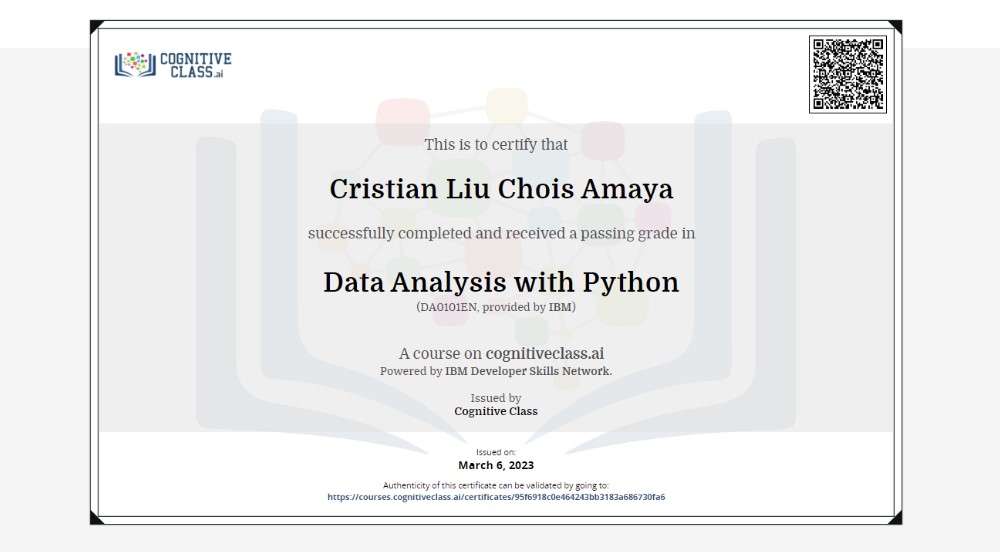 COGNITIVE
CLASS.ai
This is to certify that
Cristian Liu Chois Amaya
successfully completed and received a passing grade in
Data Analysis with Python
(DA0101EN, provided by IBM)
A course on cognitiveclass.ai
Powered by IBM Developer Skills Network.
Issued by
Cognitive Class
Issued on:
March 6, 2023
Authenticity of this certificate can be validated by going to:
https://courses.cognitiveclass.ai/certificates/95f6918c0e464243bb3183a686730fa6